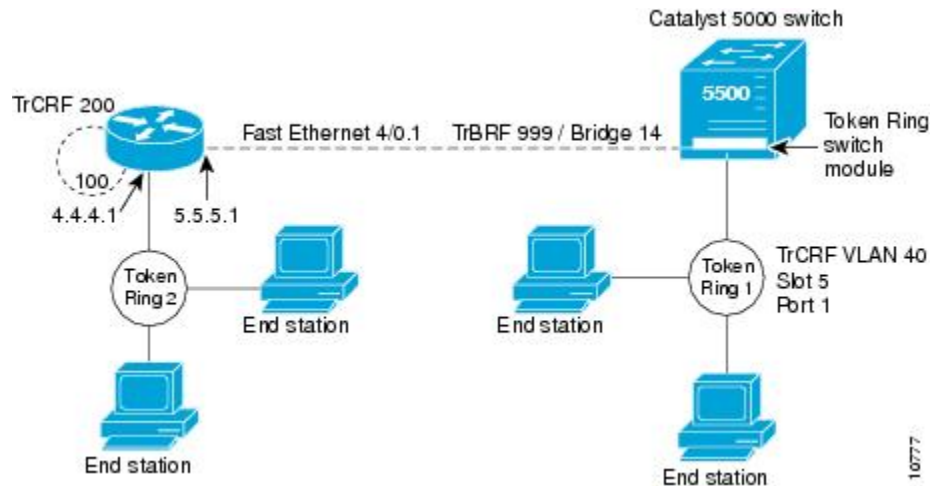 Catalyst 5000 switch
TrCRF 200
5500
Fast Ethernet 4/0.1
TrBRF 999 / Bridge 14
Token Ring
switch
module
100
4.4.4.1
5.5.5.1
Token
Ring 2
End station
End station
Token
Ring 1
TrCRF VLAN 40
Slot 5
Port 1
End station
End station
10777